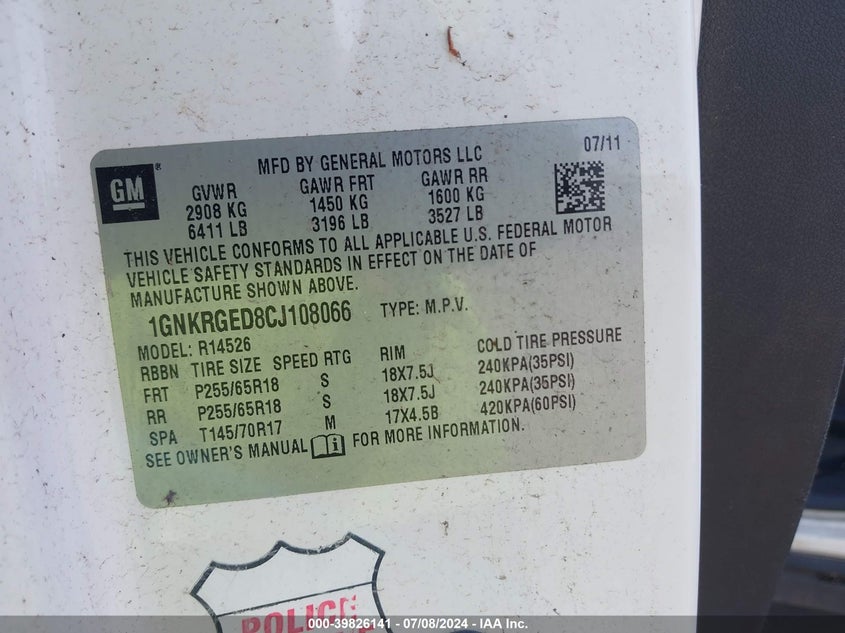 07/11
MFD BY GENERAL MOTORS LLC
GM
GVWR GAWR FRT GAWR RR
2908 KG 1450 KG 1600 KG
6411 LB 3196 LB 3527 LB
THIS VEHICLE CONFORMS TO ALL APPLICABLE U.S. FEDERAL MOTOR
VEHICLE SAFETY STANDARDS IN EFFECT ON THE DATE OF
MANUFACTURE SHOWN ABOVE.
1GNKRGED8CJ108066 TYPE: M.P.V.
MODEL: R14526
RBBN TIRE SIZE SPEED RTG RIM COLD TIRE PRESSURE
FRT P255/65R18 S 18X7.5J 240KPA(35PSI)
RR P255/65R18 S 18X7.5J 240KPA(35PSI)
SPA T145/70R17 M 17X4.5B 420KPA(60PSI)
SEE OWNER'S MANUAL FOR MORE INFORMATION.
POLICE
000-39826141 - 07/08/2024 - IAA Inc.